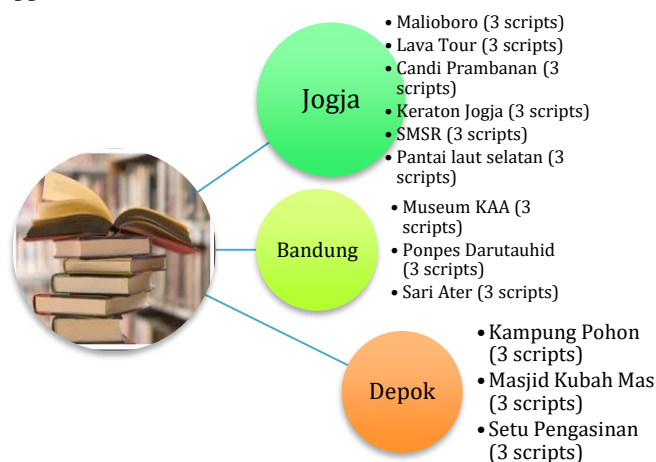 Jogja
• Malioboro (3 scripts)
• Lava Tour (3 scripts)
• Candi Prambanan (3
scripts)
• Keraton Jogja (3 scripts)
• SMSR (3 scripts)
• Pantai laut selatan (3
scripts)
Bandung
• Museum KAA (3
scripts)
• Ponpes Darutauhid
(3 scripts)
• Sari Ater (3 scripts)
Depok
• Kampung Pohon
(3 scripts)
• Masjid Kubah Mas
(3 scripts)
• Setu Pengasinan
(3 scripts)